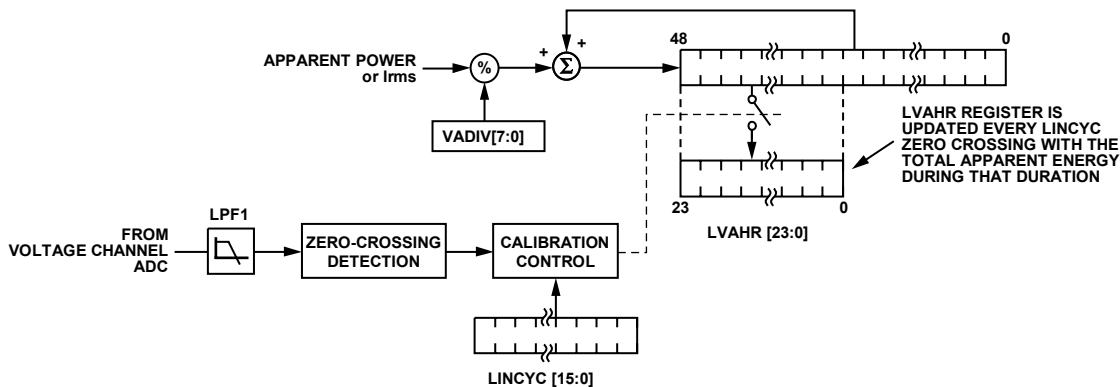 48
0
APPARENT POWER
or Irms
%
+
+
Σ
VADIV[7:0]
LVAHR REGISTER IS
UPDATED EVERY LINCYC
ZERO CROSSING WITH THE
TOTAL APPARENT ENERGY
DURING THAT DURATION
23
0
LVAHR [23:0]
LPF1
FROM
VOLTAGE CHANNEL
ADC
ZERO-CROSSING
DETECTION
CALIBRATION
CONTROL
LINCYC [15:0]